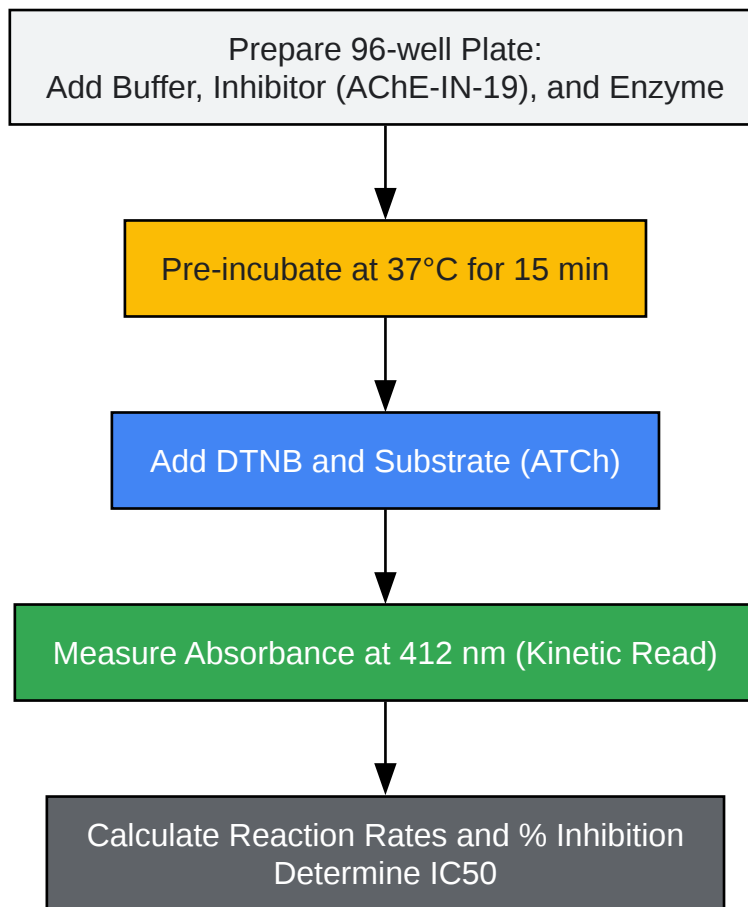 Prepare 96-well Plate:
Add Buffer, Inhibitor (AChE-IN-19), and Enzyme
Pre-incubate at 37°C for 15 min
Add DTNB and Substrate (ATCh)
Measure Absorbance at 412 nm (Kinetic Read)
Calculate Reaction Rates and % Inhibition
Determine IC50